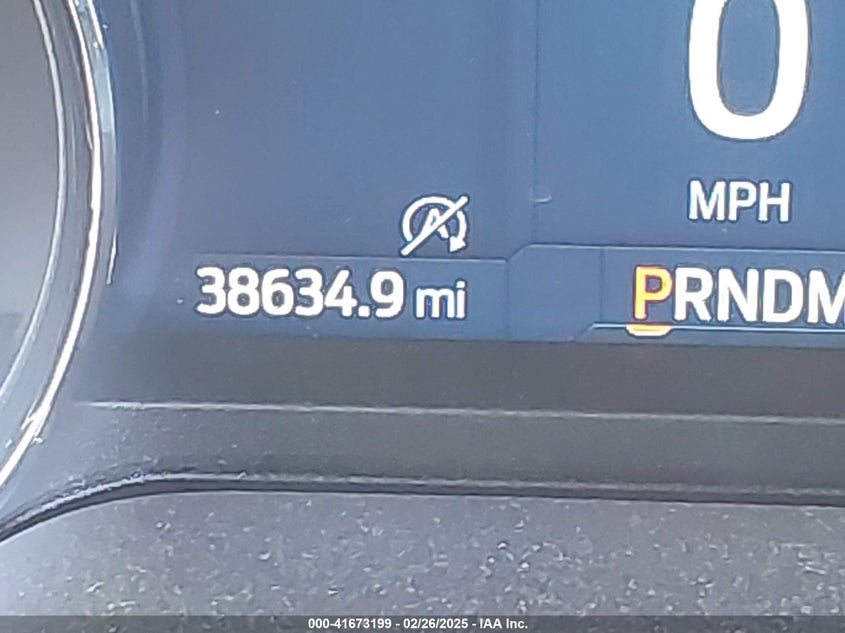 0
MPH
A
38634.9 mi
PRNDM
000-41673199 - 02/26/2025 - IAA Inc.